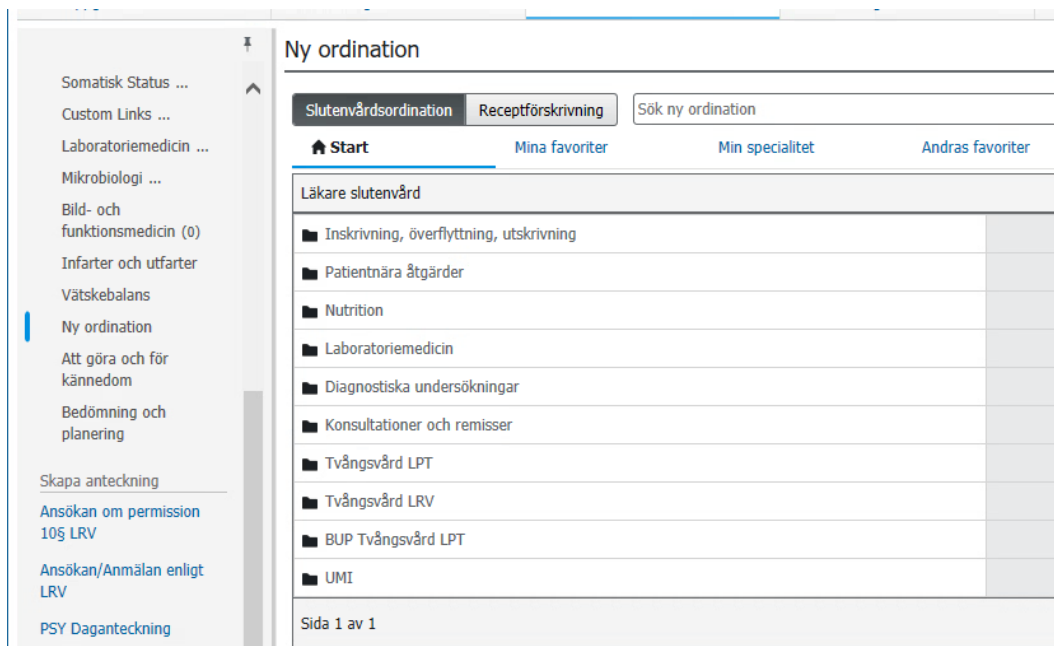 Somatisk Status ...
Custom Links ...
Laboratoriemedicin ...
Mikrobiologi ...
Bild- och
funktionsmedicin (0)
Infarter och utfarter
Vätskebalans
Ny ordination
Att göra och för
kännedom
Bedömning och
planering
Skapa anteckning
Ansökan om permission
10§ LRV
Ansökan/Anmälan enligt
LRV
PSY Daganteckning
Ny ordination
Slutenvårdsordination Receptförskrivning Sök ny ordination
Start Mina favoriter Min specialitet Andras favoriter
Läkare slutenvård
Inskrivning, överflyttning, utskrivning
Patientnära åtgärder
Nutrition
Laboratoriemedicin
Diagnostiska undersökningar
Konsultationer och remisser
Tvångsvård LPT
Tvångsvård LRV
BUP Tvångsvård LPT
UMI
Sida 1 av 1